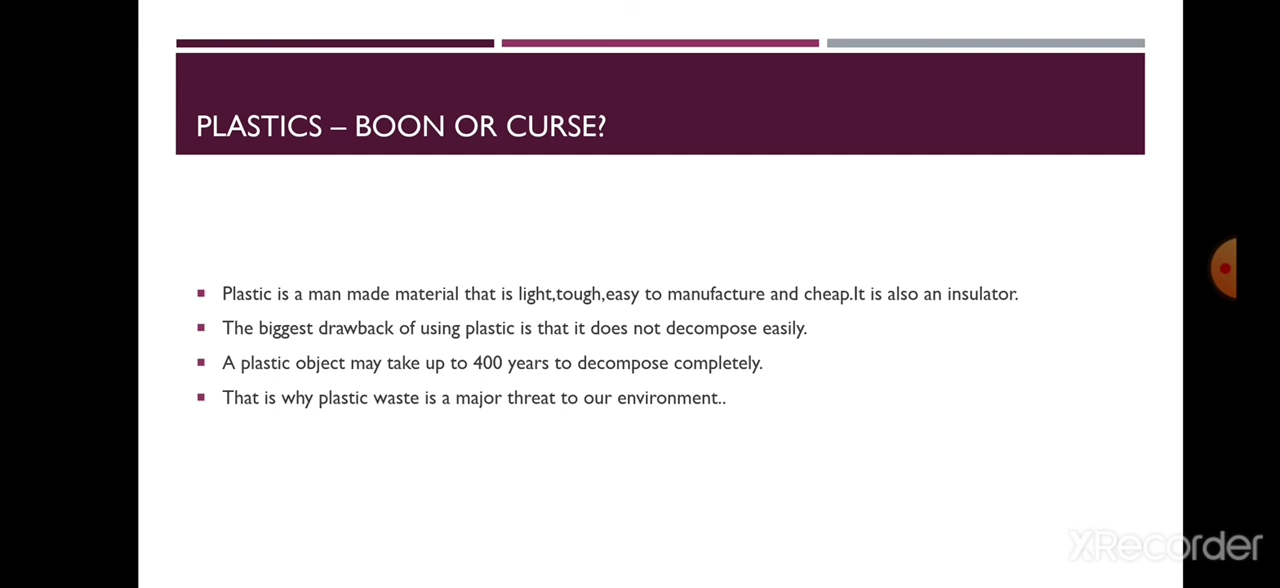 PLASTICS – BOON OR CURSE?
▪ Plastic is a man made material that is light,tough,easy to manufacture and cheap.It is also an insulator.
▪ The biggest drawback of using plastic is that it does not decompose easily.
▪ A plastic object may take up to 400 years to decompose completely.
▪ That is why plastic waste is a major threat to our environment..
XRecorder